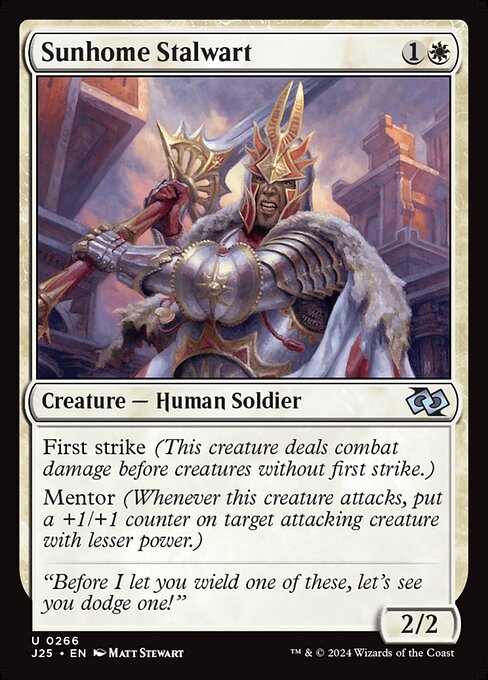 Sunhome Stalwart 1
Creature — Human Soldier
First strike (This creature deals combat
damage before creatures without first strike.)
Mentor (Whenever this creature attacks, put
a +1/+1 counter on target attacking creature
with lesser power.)
“Before I let you wield one of these, let’s see
you dodge one!”
2/2
U 0266
J25 • EN Matt Stewart
™ & © 2024 Wizards of the Coast